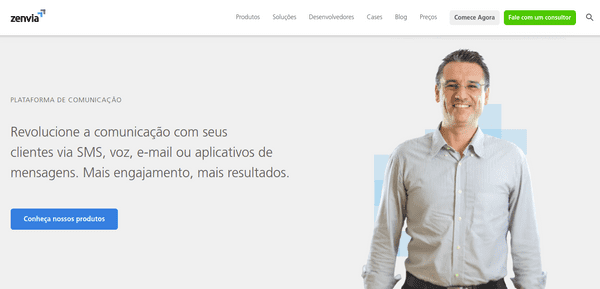 zenvia
Produtos Soluções Desenvolvedores Cases Blog Preços Comece Agora Fale com um consultor
PLATAFORMA DE COMUNICAÇÃO
Revolucione a comunicação com seus
clientes via SMS, voz, e-mail ou aplicativos de
mensagens. Mais engajamento, mais resultados.
Conheça nossos produtos